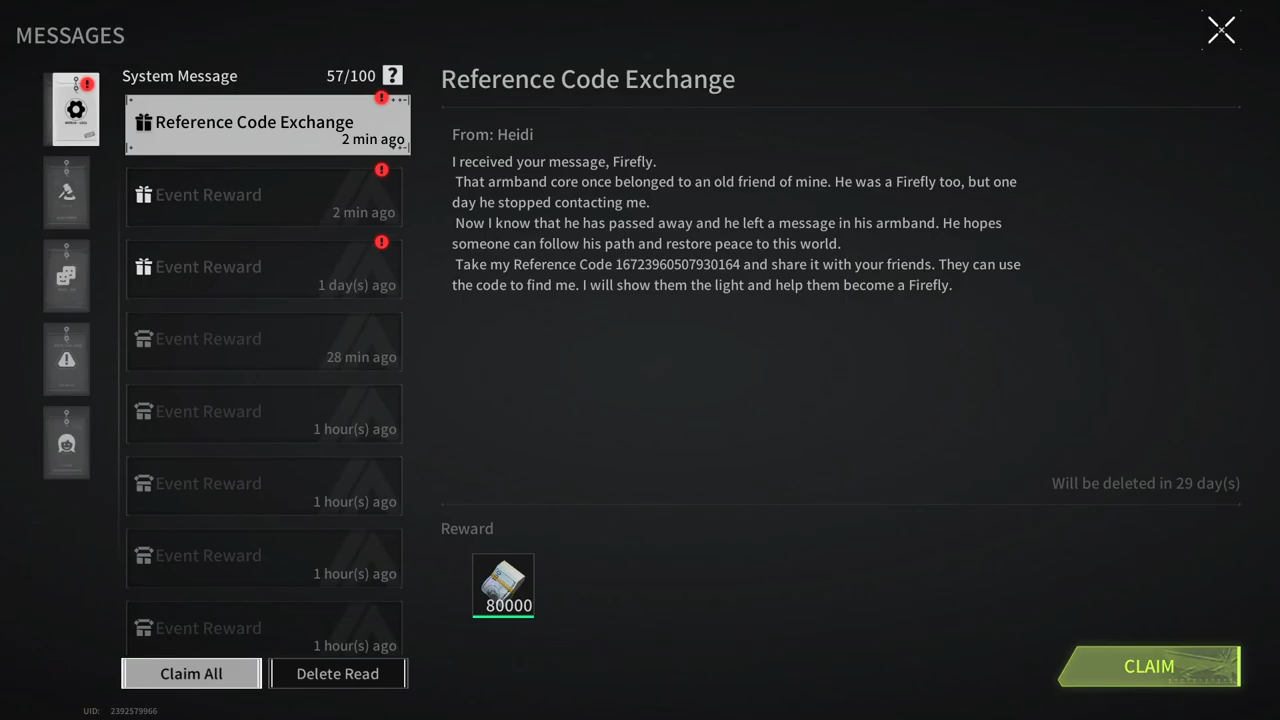 MESSAGES
System Message 57/100 ?
Reference Code Exchange
2 min ago
Event Reward
2 min ago
Event Reward
1 day(s) ago
Event Reward
28 min ago
Event Reward
1 hour(s) ago
Event Reward
1 hour(s) ago
Event Reward
1 hour(s) ago
Event Reward
1 hour(s) ago
Claim All
Delete Read
UID: 2392579966
Reference Code Exchange
From: Heidi
I received your message, Firefly.
That armband core once belonged to an old friend of mine. He was a Firefly too, but one
day he stopped contacting me.
Now I know that he has passed away and he left a message in his armband. He hopes
someone can follow his path and restore peace to this world.
Take my Reference Code 16723960507930164 and share it with your friends. They can use
the code to find me. I will show them the light and help them become a Firefly.
Will be deleted in 29 day(s)
Reward
80000
CLAIM